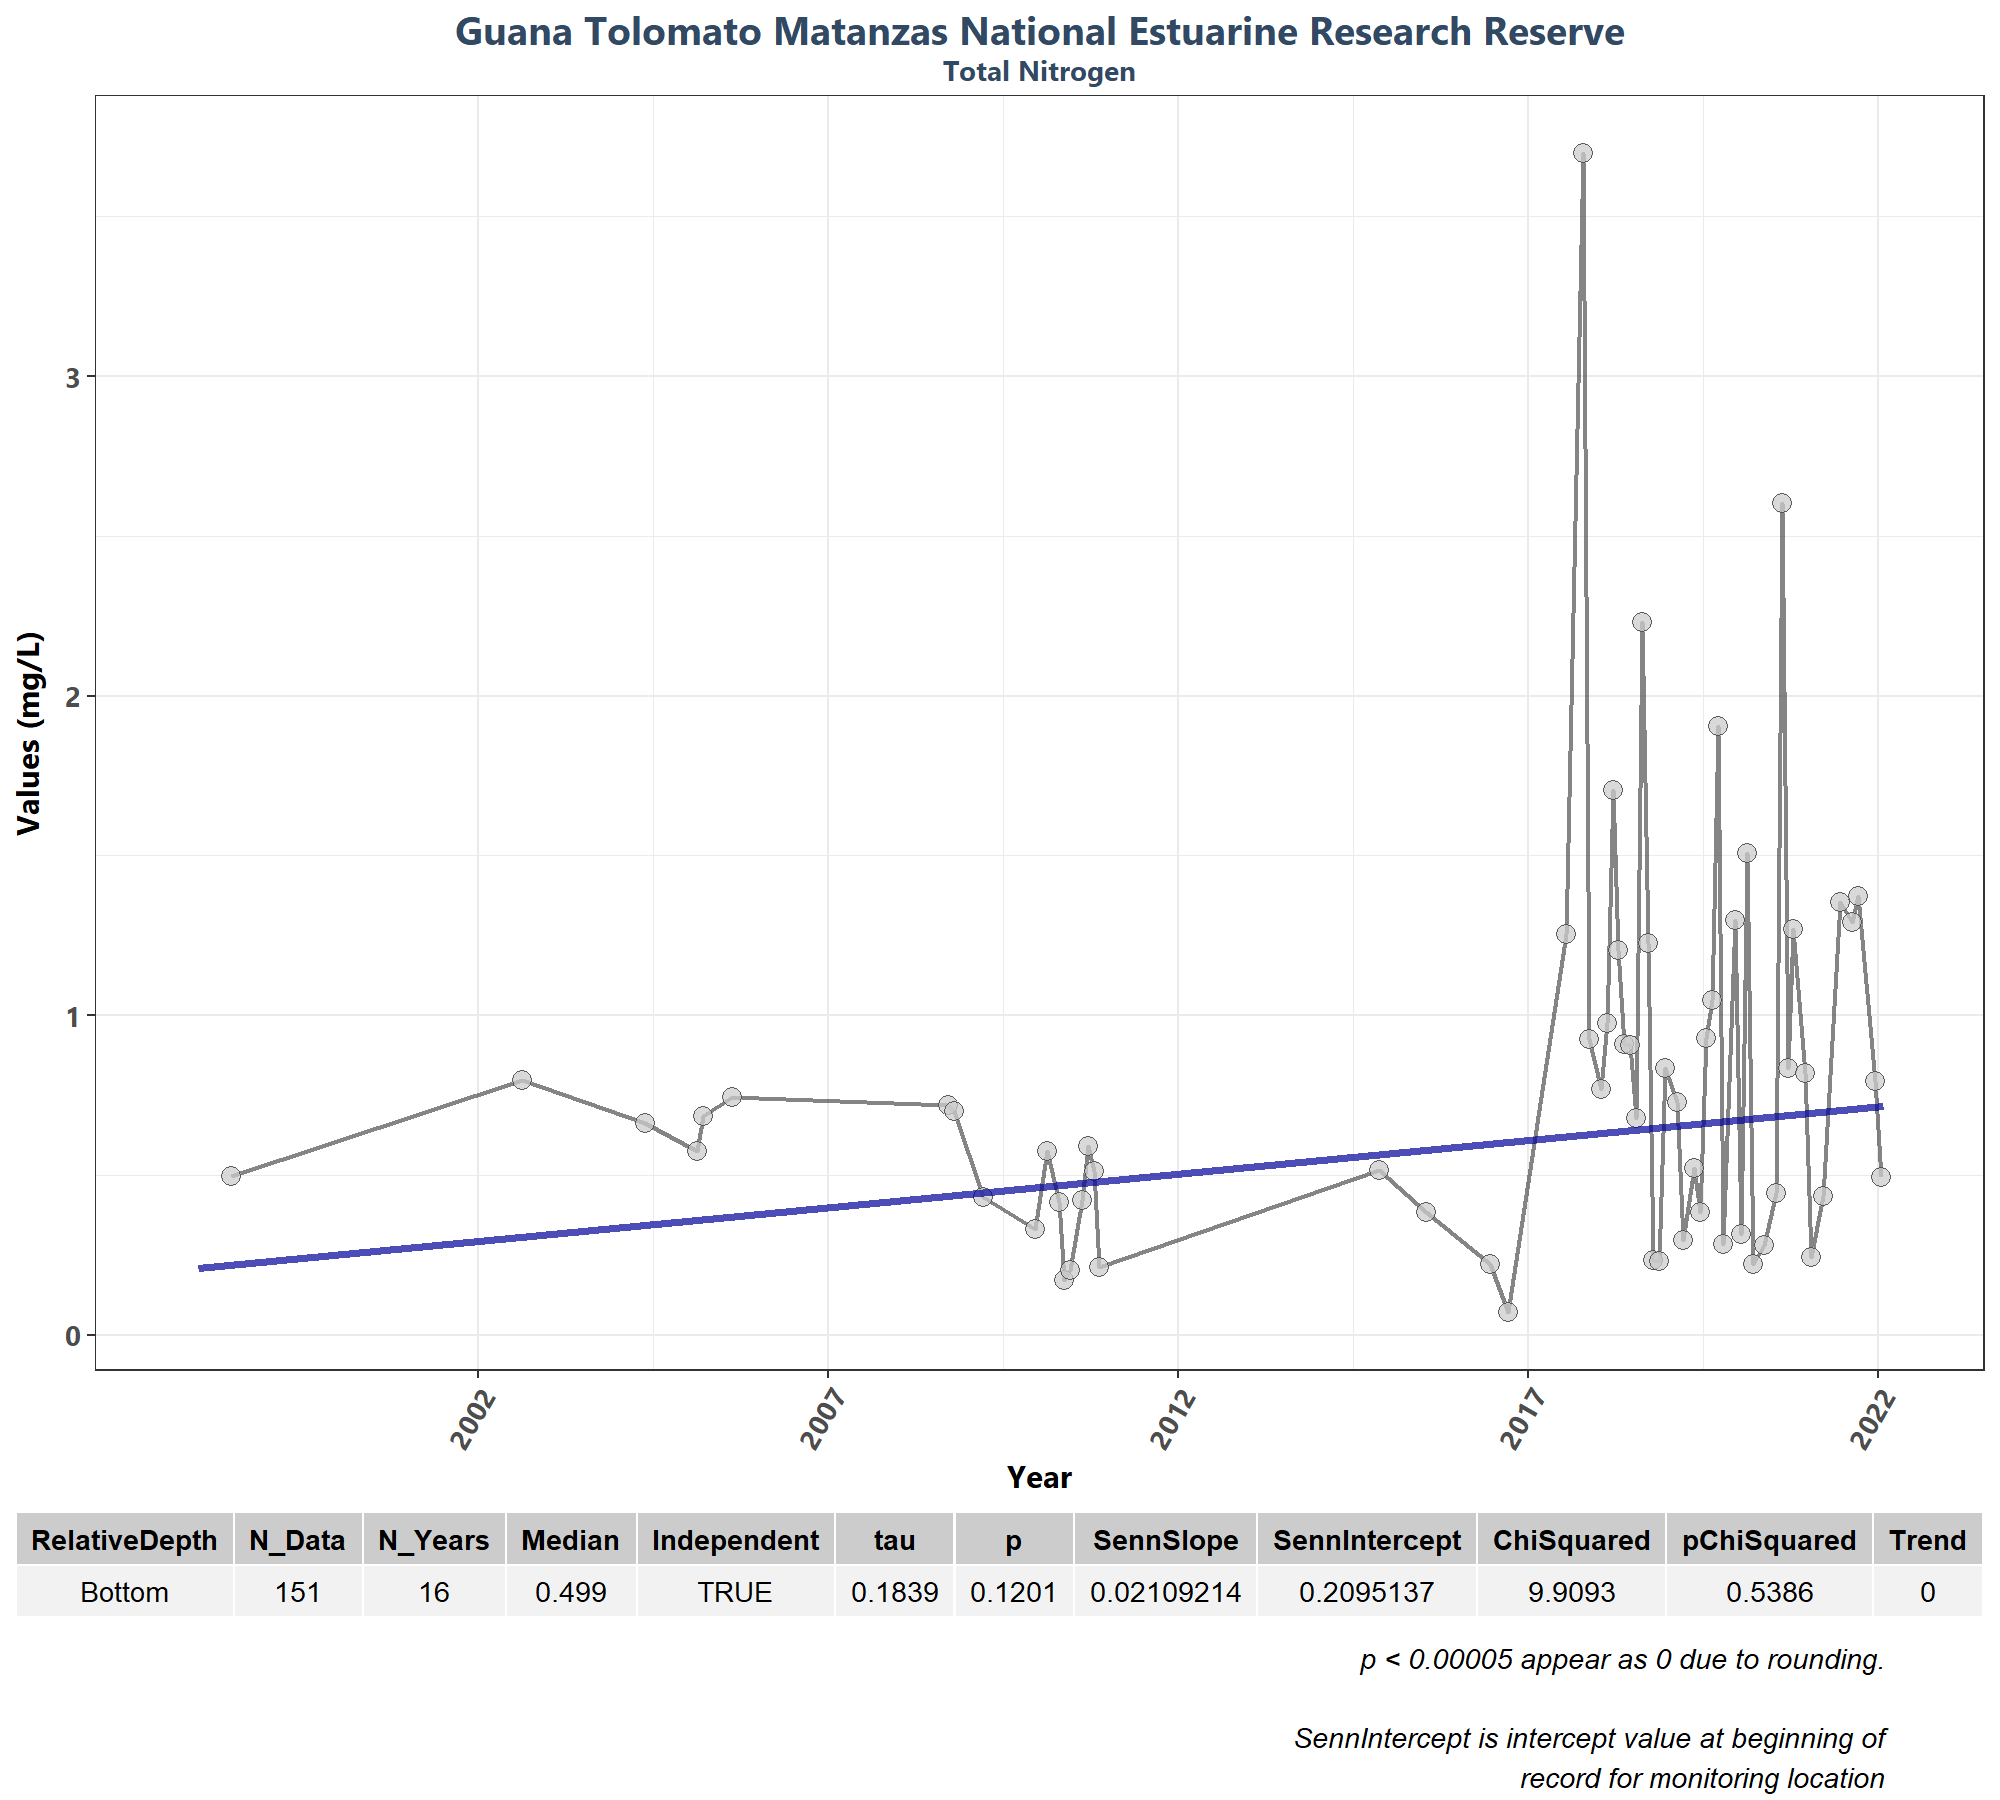 Guana Tolomato Matanzas National Estuarine Research Reserve
Total Nitrogen
Values (mg/L)
3
2
1
0
2002 2007 2012 2017 2022
Year
RelativeDepth N_Data N_Years Median Independent tau p SennSlope SennIntercept ChiSquared pChiSquared Trend
Bottom 151 16 0.499 TRUE 0.1839 0.1201 0.02109214 0.2095137 9.9093 0.5386 0
p < 0.00005 appear as 0 due to rounding.
SennIntercept is intercept value at beginning of
record for monitoring location